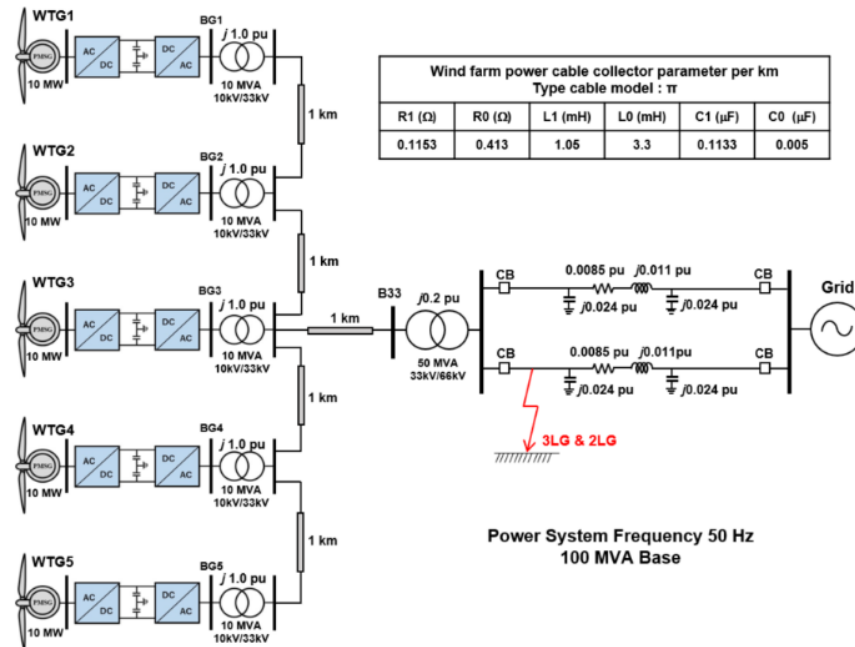 WTG1
PMSG
10 MW
AC
DC
DC
AC
BG1
j 1.0 pu
10 MVA
10kV/33kV
1 km
WTG2
PMSG
10 MW
AC
DC
DC
AC
BG2
j 1.0 pu
10 MVA
10kV/33kV
1 km
WTG3
PMSG
10 MW
AC
DC
DC
AC
BG3
j 1.0 pu
10 MVA
10kV/33kV
1 km
B33
j0.2 pu
50 MVA
33kV/66kV
1 km
WTG4
PMSG
10 MW
AC
DC
DC
AC
BG4
j 1.0 pu
10 MVA
10kV/33kV
1 km
WTG5
PMSG
10 MW
AC
DC
DC
AC
BG5
j 1.0 pu
10 MVA
10kV/33kV
Wind farm power cable collector parameter per km
Type cable model : π
R1 (Ω) R0 (Ω) L1 (mH) L0 (mH) C1 (µF) C0 (µF)
0.1153 0.413 1.05 3.3 0.1133 0.005
CB
0.0085 pu j0.011 pu
CB
j0.024 pu
j0.024 pu
Grid
CB
0.0085 pu j0.011pu
CB
j0.024 pu
j0.024 pu
3LG & 2LG
Power System Frequency 50 Hz
100 MVA Base